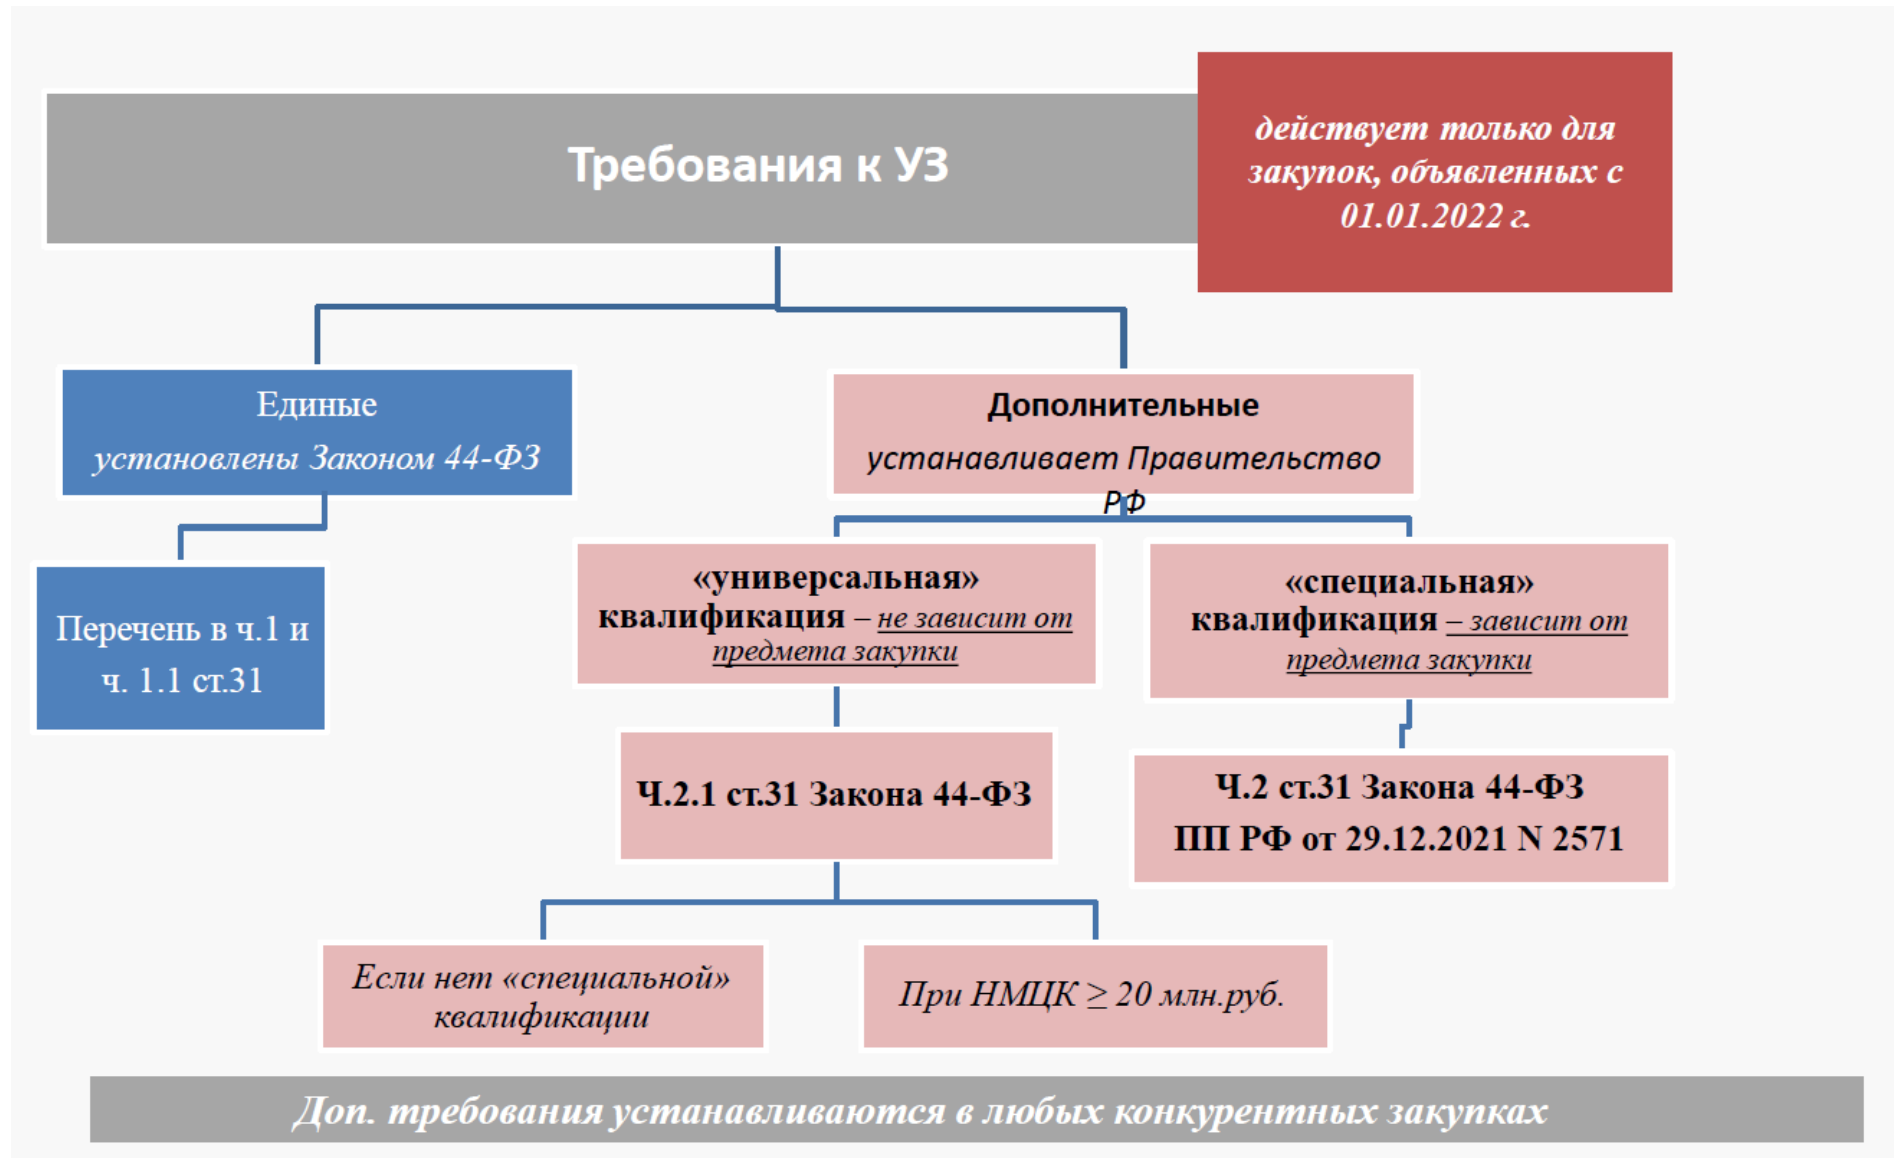 Требования к УЗ
действует только для
закупок, объявленных с
01.01.2022 г.
Единые
установлены Законом 44-ФЗ
Дополнительные
устанавливает Правительство
РФ
Перечень в ч.1 и
ч. 1.1 ст.31
«универсальная»
квалификация – не зависит от
предмета закупки
«специальная»
квалификация – зависит от
предмета закупки
Ч.2.1 ст.31 Закона 44-ФЗ
Ч.2 ст.31 Закона 44-ФЗ
ПП РФ от 29.12.2021 N 2571
Если нет «специальной»
квалификации
При НМЦК ≥ 20 млн.руб.
Доп. требования устанавливаются в любых конкурентных закупках